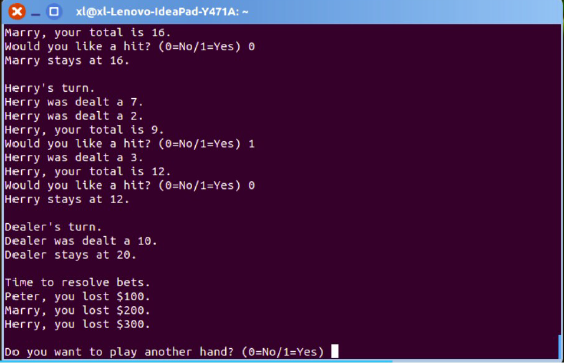 xl@xl-Lenovo-IdeaPad-Y471A: ~
Marry, your total is 16.
Would you like a hit? (0=No/1=Yes) 0
Marry stays at 16.
Herry's turn.
Herry was dealt a 7.
Herry was dealt a 2.
Herry, your total is 9.
Would you like a hit? (0=No/1=Yes) 1
Herry was dealt a 3.
Herry, your total is 12.
Would you like a hit? (0=No/1=Yes) 0
Herry stays at 12.
Dealer's turn.
Dealer was dealt a 10.
Dealer stays at 20.
Time to resolve bets.
Peter, you lost $100.
Marry, you lost $200.
Herry, you lost $300.
Do you want to play another hand? (0=No/1=Yes)